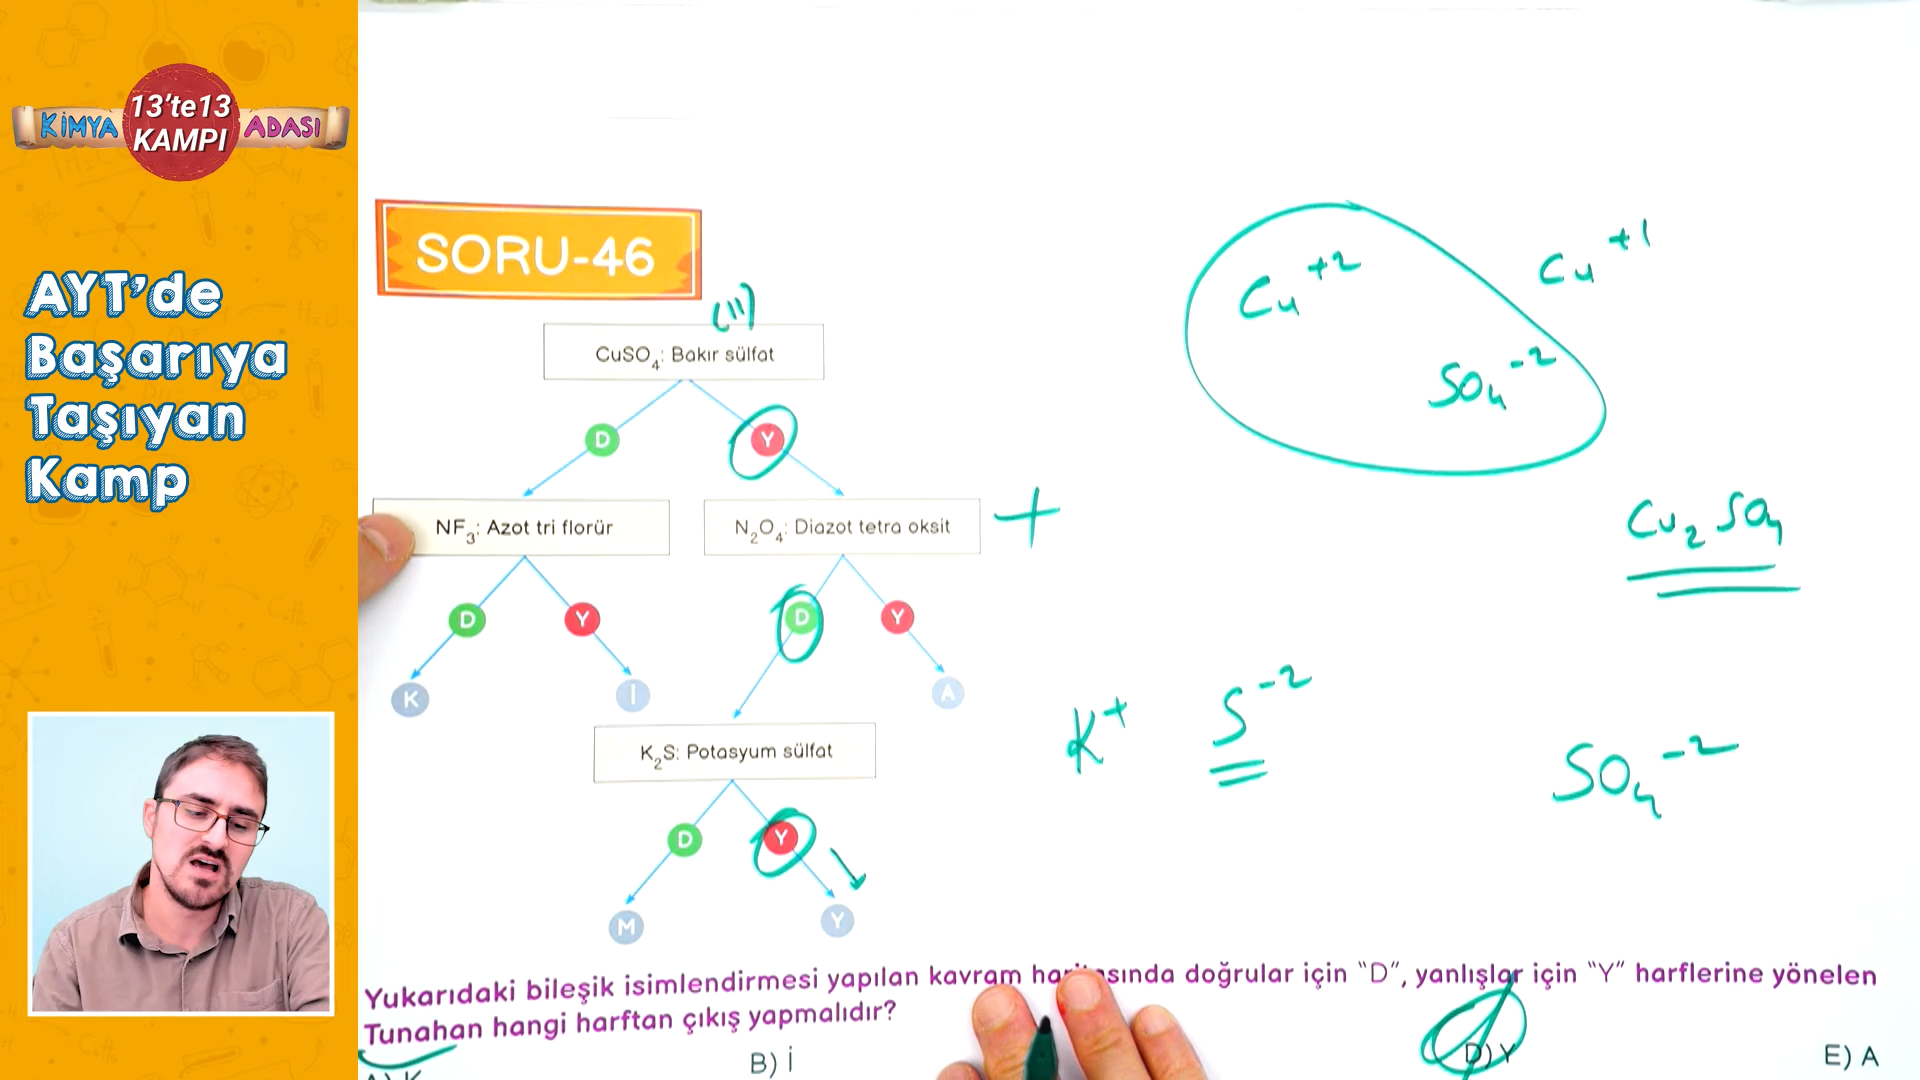 KİMYA
13'te13
KAMPI
ADASI
AYT'de
Başarıya
Taşıyan
Kamp
SORU-46
(II)
CuSO4: Bakır sülfat
D
Y
NF3: Azot tri florür
N2O4: Diazot tetra oksit
+
D
Y
D
Y
K
İ
A
K2S: Potasyum sülfat
D
Y
M
Y
Cu+2
Cu+1
SO4-2
Cu2SO4
K+
S-2
SO4-2
Yukarıdaki bileşik isimlendirmesi yapılan kavram haritasında doğrular için “D”, yanlışlar için “Y” harflerine yönelen
Tunahan hangi harftan çıkış yapmalıdır?
A) K
B) İ
D) Y
E) A